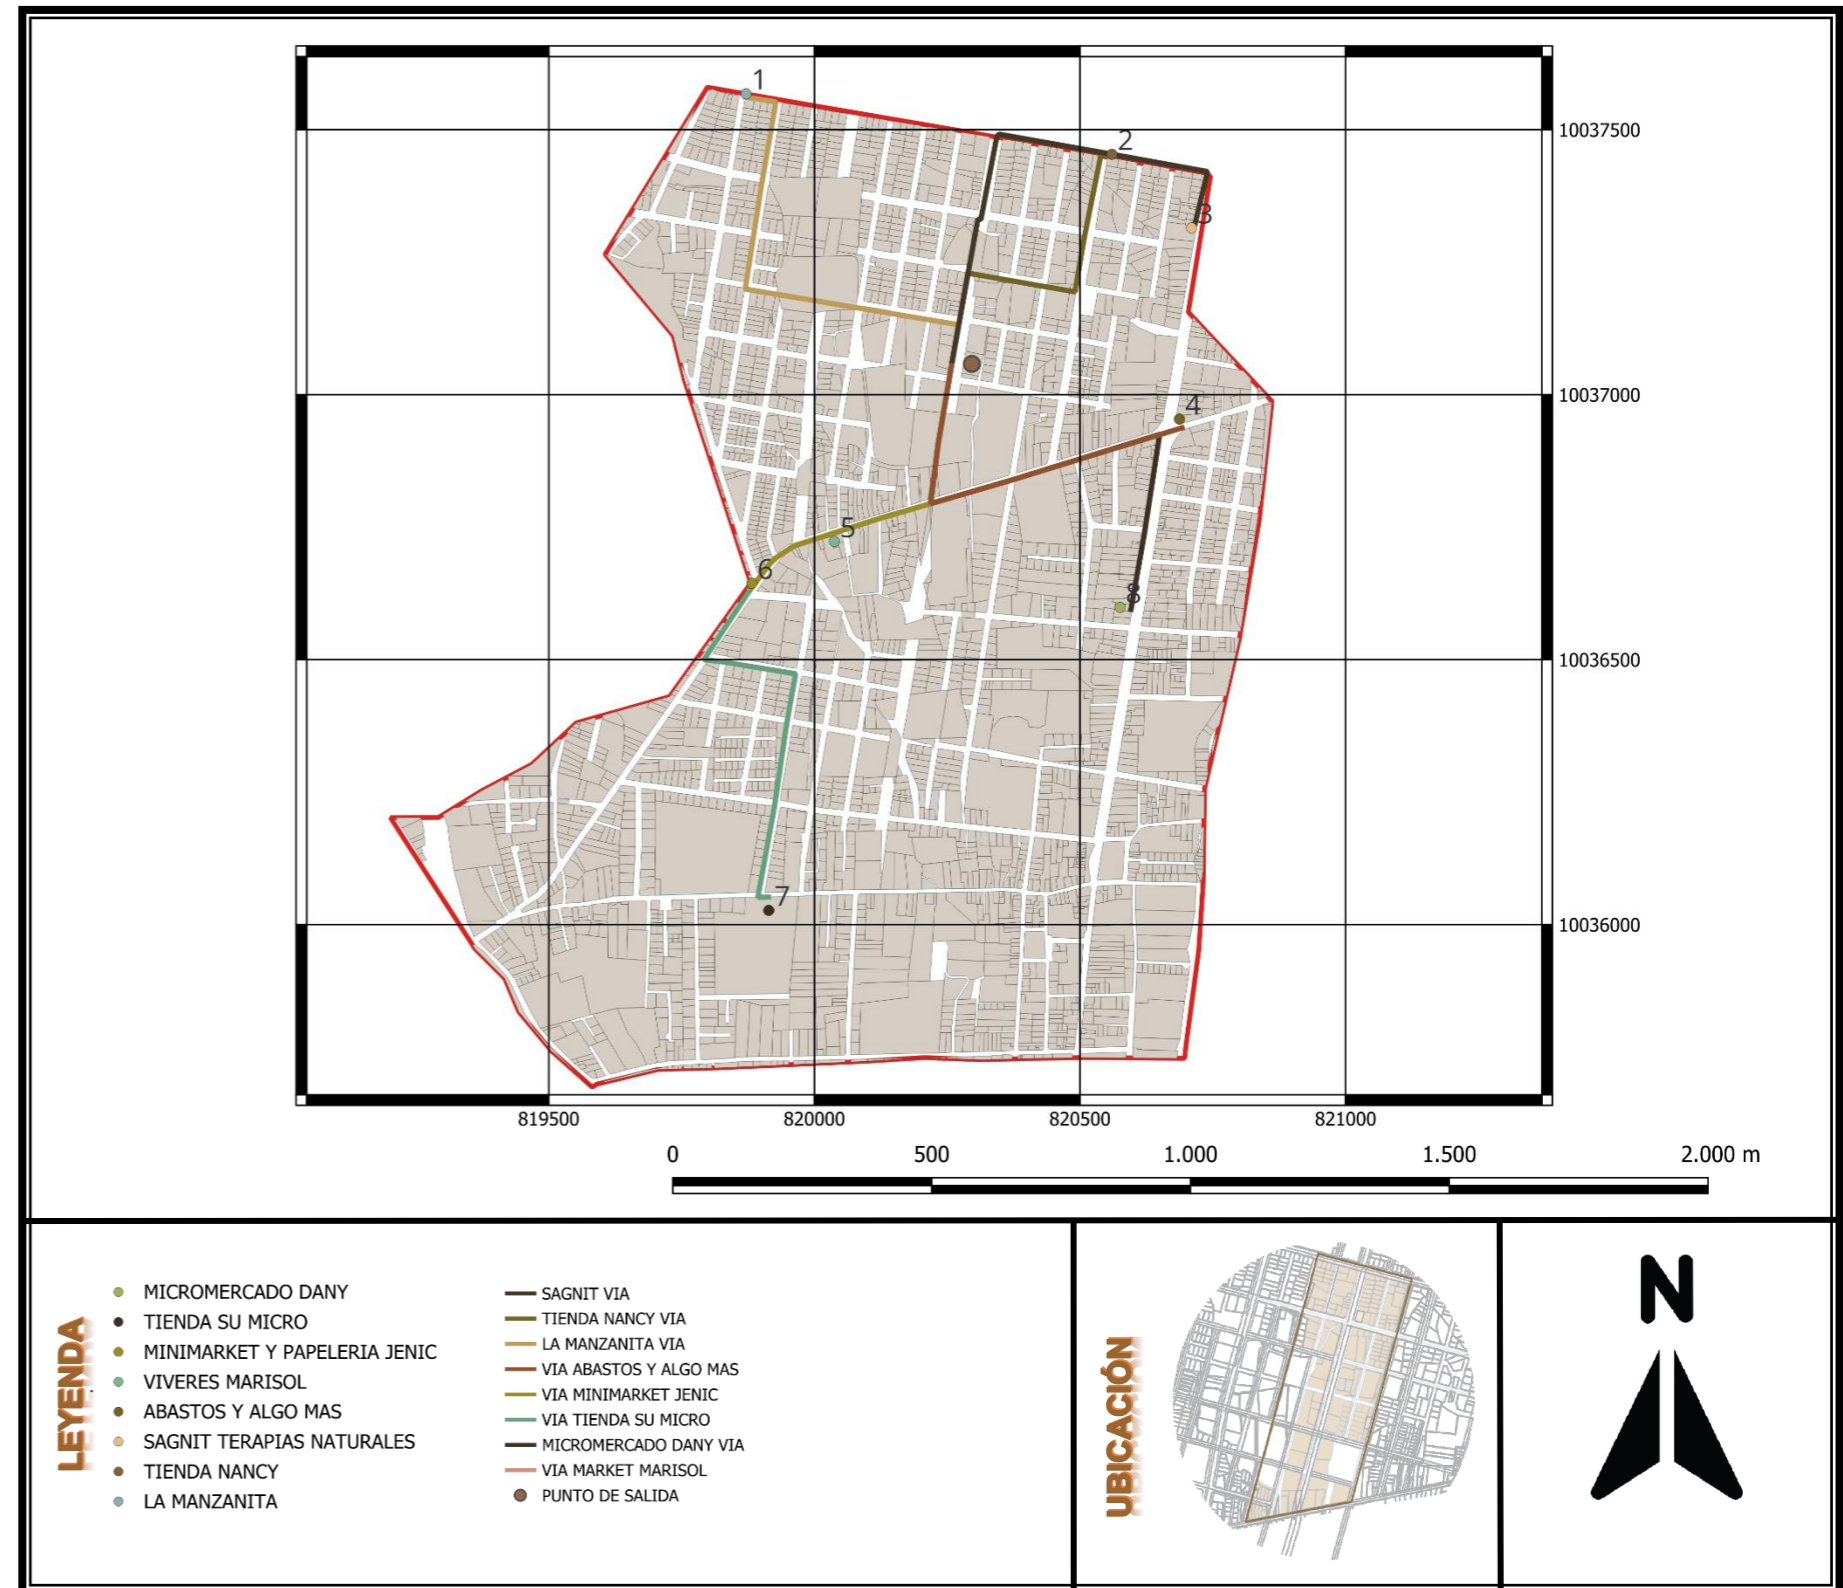 1
2
3
4
5
6
7
8
10037500
10037000
10036500
10036000
819500 820000 820500 821000
0 500 1.000 1.500 2.000 m
LEYENDA
MICROMERCADO DANY
TIENDA SU MICRO
MINIMARKET Y PAPELERIA JENIC
VIVERES MARISOL
ABASTOS Y ALGO MAS
SAGNIT TERAPIAS NATURALES
TIENDA NANCY
LA MANZANITA
SAGNIT VIA
TIENDA NANCY VIA
LA MANZANITA VIA
VIA ABASTOS Y ALGO MAS
VIA MINIMARKET JENIC
VIA TIENDA SU MICRO
MICROMERCADO DANY VIA
VIA MARKET MARISOL
PUNTO DE SALIDA
UBICACIÓN
N